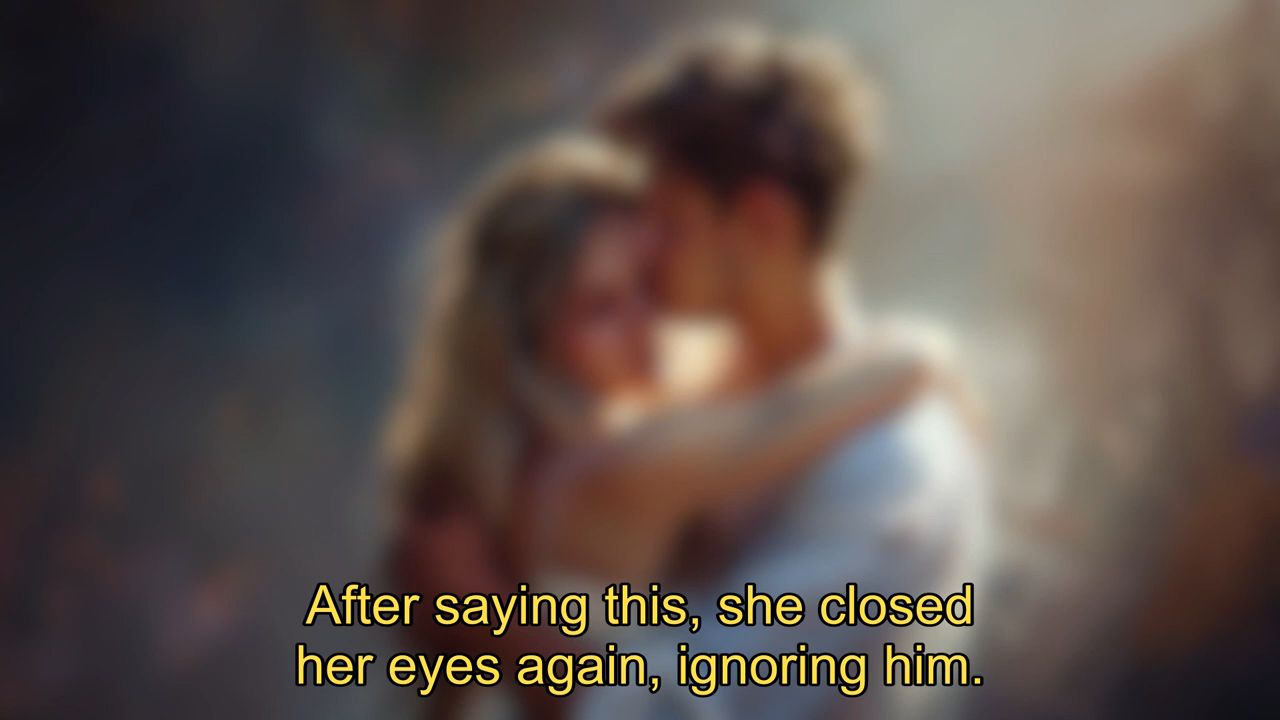 After saying this, she closed
her eyes again, ignoring him.